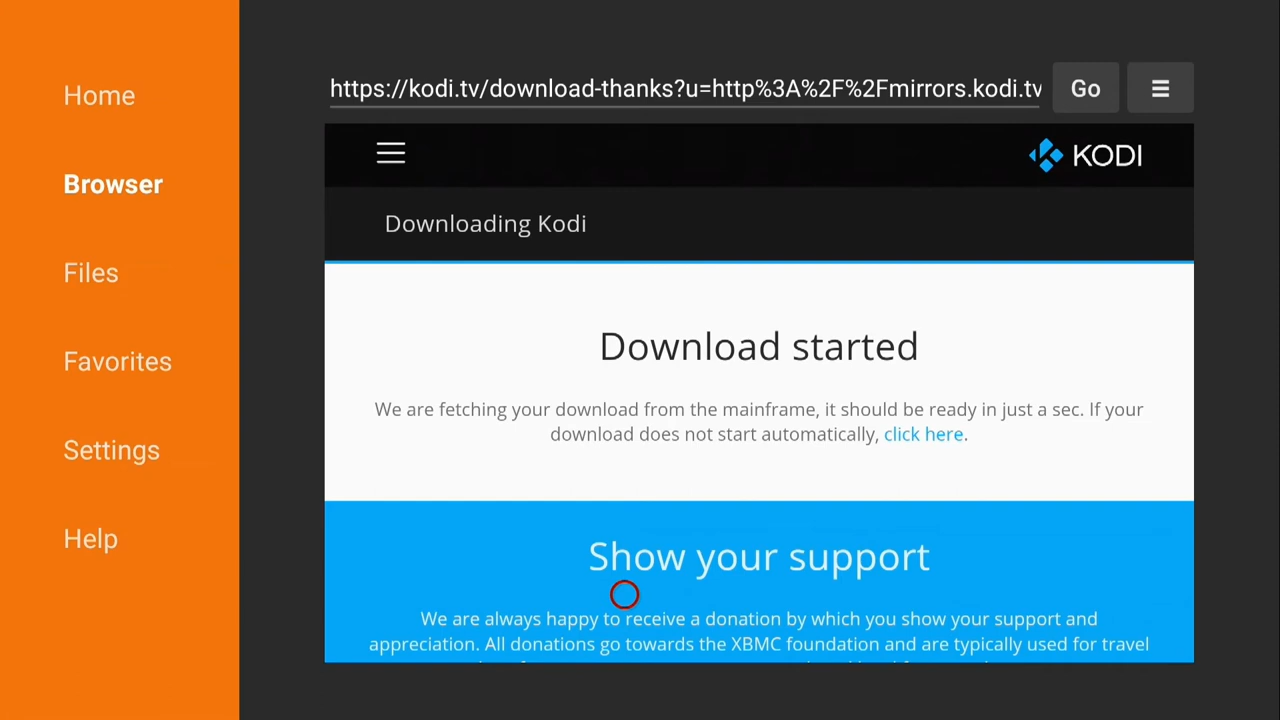 Home
Browser
Files
Favorites
Settings
Help
https://kodi.tv/download-thanks?u=http%3A%2F%2Fmirrors.kodi.tv
Go
KODI
Downloading Kodi
Download started
We are fetching your download from the mainframe, it should be ready in just a sec. If your
download does not start automatically, click here.
Show your support
We are always happy to receive a donation by which you show your support and
appreciation. All donations go towards the XBMC foundation and are typically used for travel